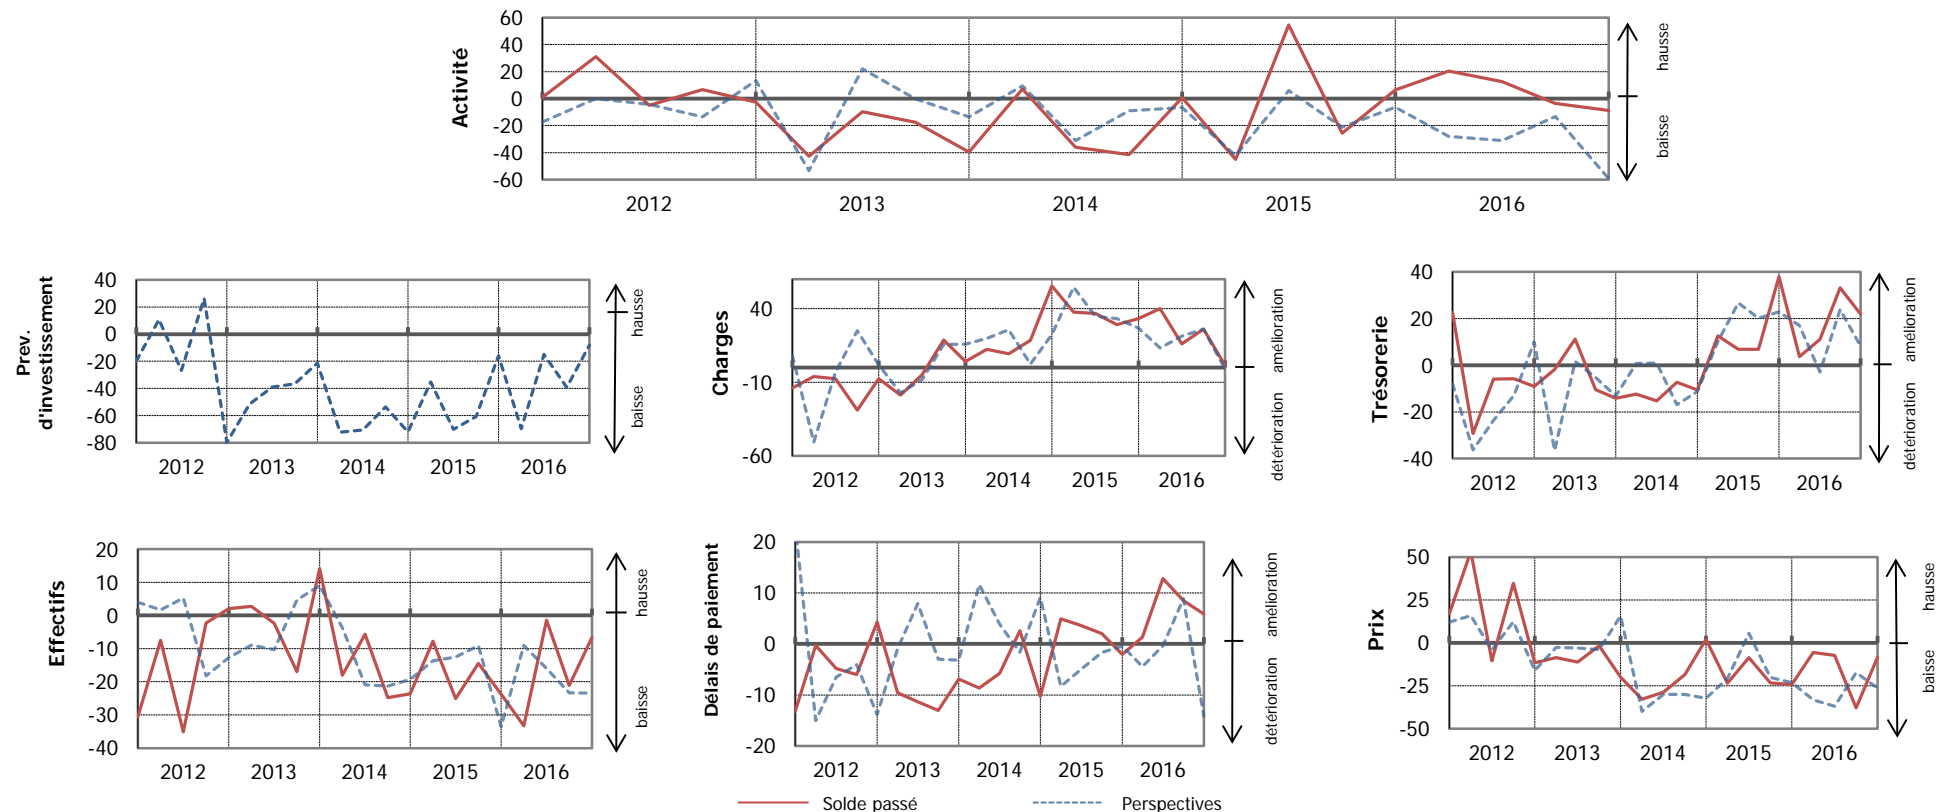 Activité
60
40
20
0
-20
-40
-60
2012 2013 2014 2015 2016
hausse
baisse
Prev.
d'investissement
40
20
0
-20
-40
-60
-80
2012 2013 2014 2015 2016
hausse
baisse
Charges
40
-10
-60
2012 2013 2014 2015 2016
amélioration
détérioration
Trésorerie
40
20
0
-20
-40
2012 2013 2014 2015 2016
amélioration
détérioration
Effectifs
20
10
0
-10
-20
-30
-40
2012 2013 2014 2015 2016
hausse
baisse
Délais de paiement
20
10
0
-10
-20
2012 2013 2014 2015 2016
amélioration
détérioration
Prix
50
25
0
-25
-50
2012 2013 2014 2015 2016
hausse
baisse
Solde passé Perspectives